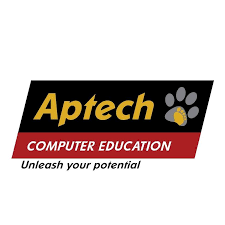 Aptech
COMPUTER EDUCATION
Unleash your potential